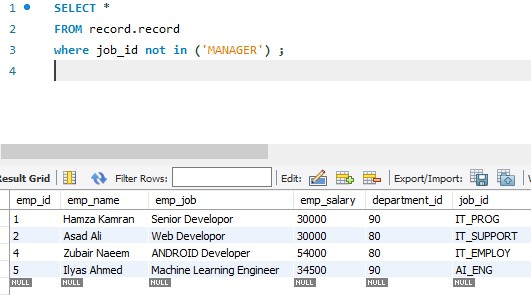 1 SELECT *
2 FROM record.record
3 where job_id not in ('MANAGER') ;
4
Result Grid Filter Rows: Edit: Export/Import:
emp_id emp_name emp_job emp_salary department_id job_id
1 Hamza Kamran Senior Developor 30000 90 IT_PROG
2 Asad Ali Web Developor 30000 80 IT_SUPPORT
4 Zubair Naeem ANDROID Developer 54000 80 IT_EMPLOY
5 Ilyas Ahmed Machine Learning Engineer 34500 90 AI_ENG
NULL NULL NULL NULL NULL NULL